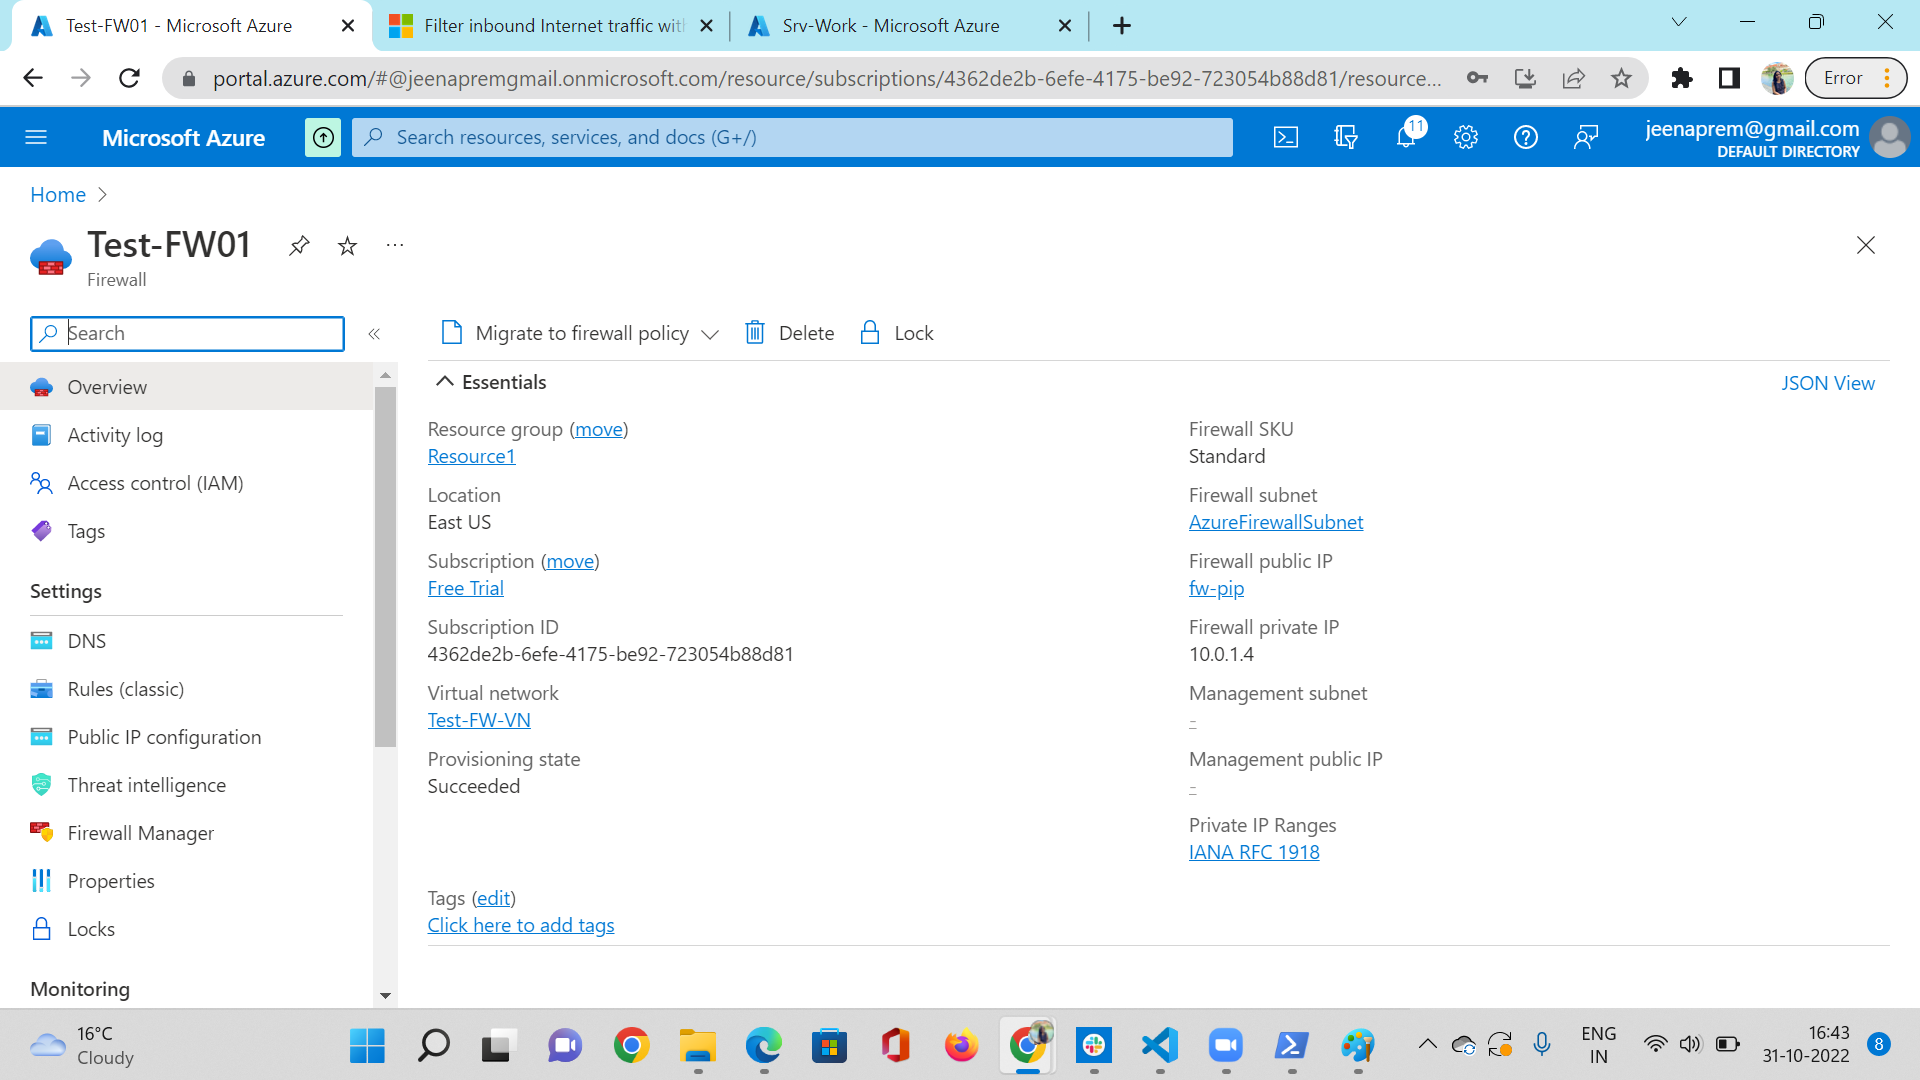 Test-FW01 - Microsoft Azure
Filter inbound Internet traffic wit
Srv-Work - Microsoft Azure
portal.azure.com/#@jeenapremgmail.onmicrosoft.com/resource/subscriptions/4362de2b-6efe-4175-be92-723054b88d81/resource...
Error
Microsoft Azure
Search resources, services, and docs (G+/)
11
jeenaprem@gmail.com
DEFAULT DIRECTORY
Home
Test-FW01
Firewall
Search
Overview
Activity log
Access control (IAM)
Tags
Settings
DNS
Rules (classic)
Public IP configuration
Threat intelligence
Firewall Manager
Properties
Locks
Monitoring
Migrate to firewall policy
Delete
Lock
Essentials
JSON View
Resource group (move)
Resource1
Location
East US
Subscription (move)
Free Trial
Subscription ID
4362de2b-6efe-4175-be92-723054b88d81
Virtual network
Test-FW-VN
Provisioning state
Succeeded
Firewall SKU
Standard
Firewall subnet
AzureFirewallSubnet
Firewall public IP
fw-pip
Firewall private IP
10.0.1.4
Management subnet
-
Management public IP
-
Private IP Ranges
IANA RFC 1918
Tags (edit)
Click here to add tags
16°C
Cloudy
ENG
IN
16:43
31-10-2022
8